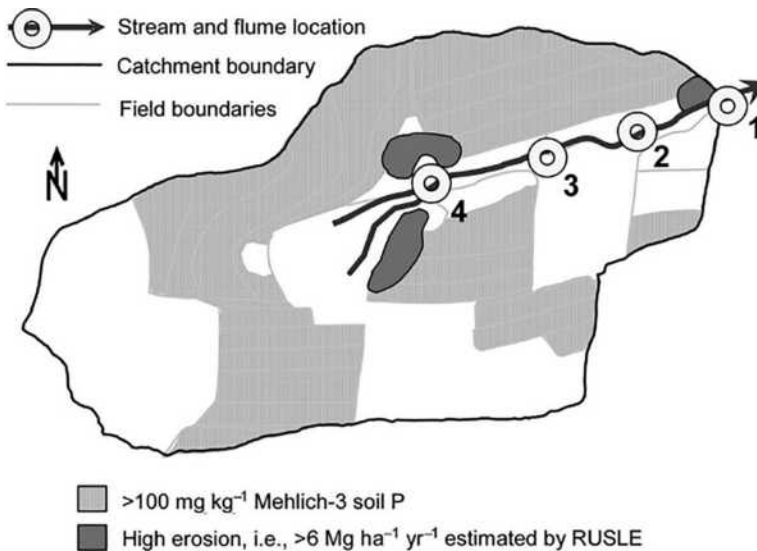 Stream and flume location
Catchment boundary
Field boundaries
N
1
2
3
4
>100 mg kg⁻¹ Mehlich-3 soil P
High erosion, i.e., >6 Mg ha⁻¹ yr⁻¹ estimated by RUSLE